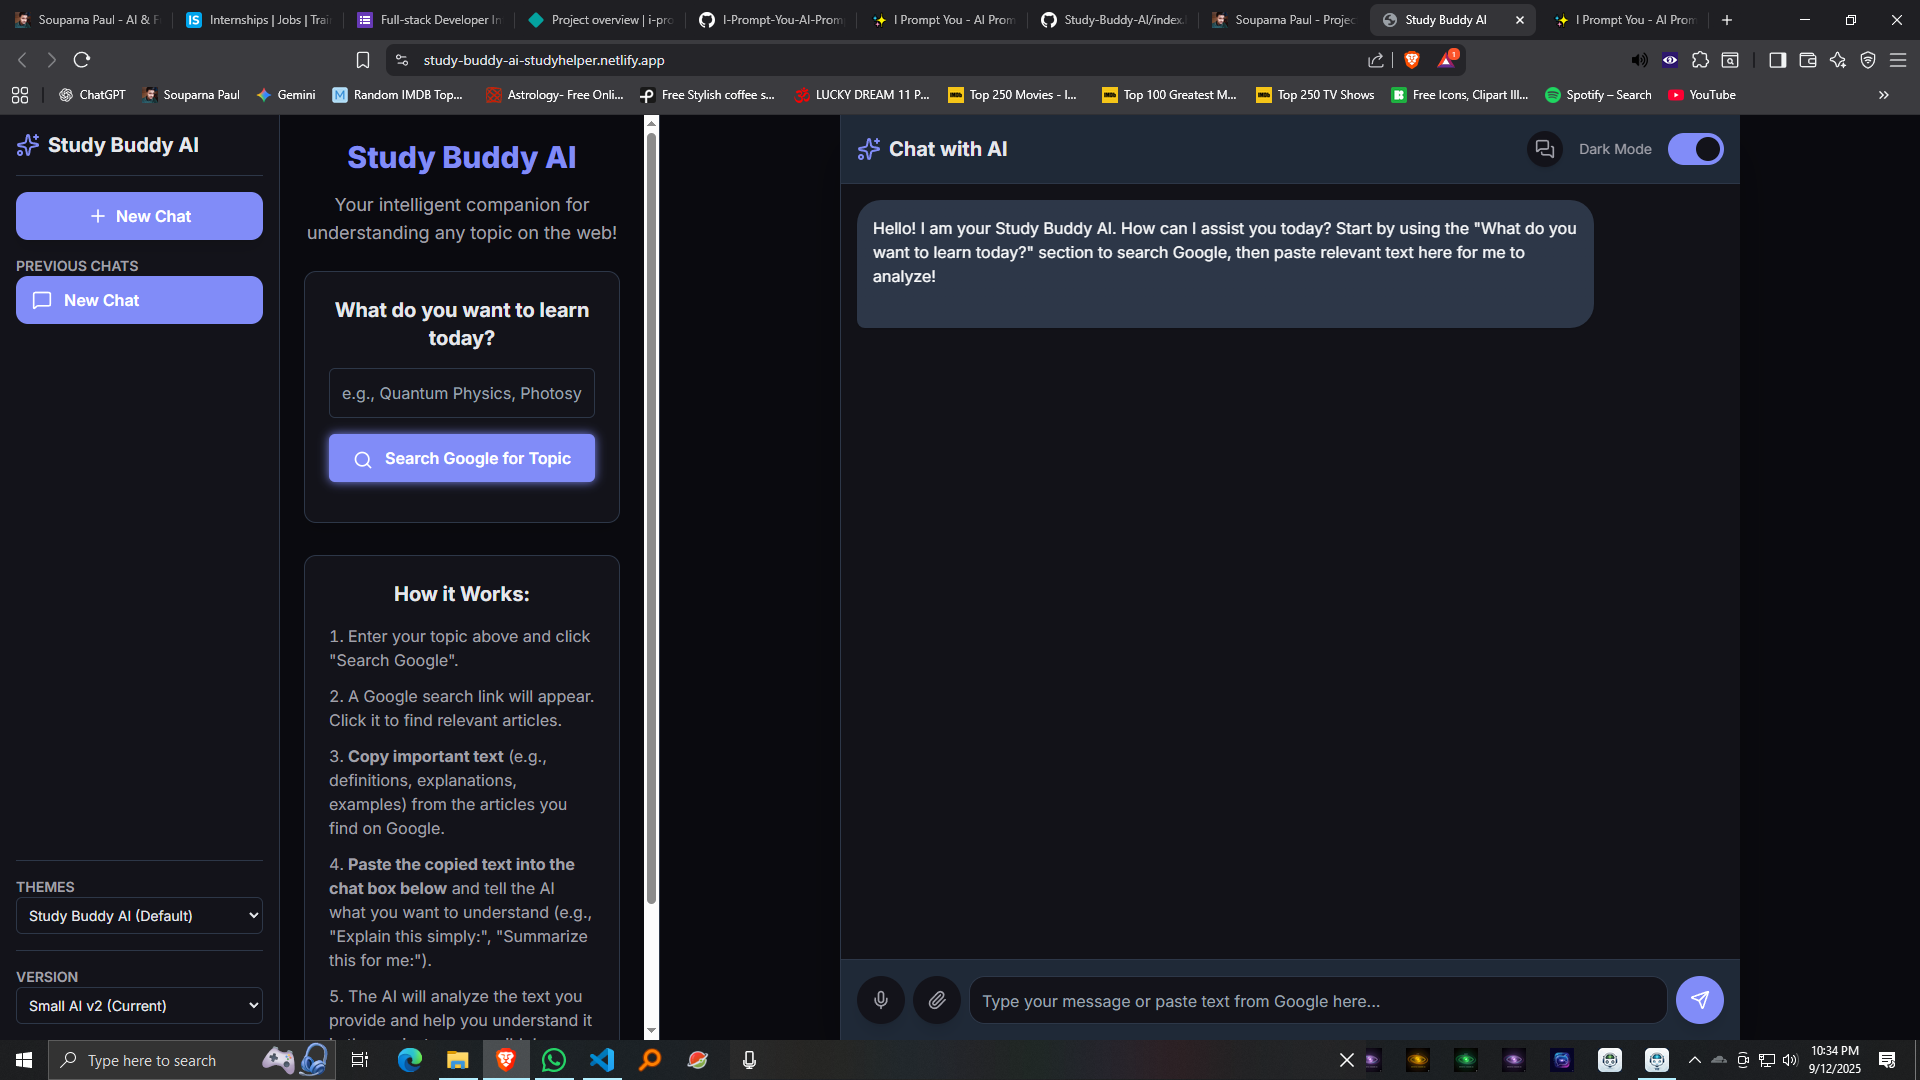 Souparna Paul - AI & F
Internships | Jobs | Trai
Full-stack Developer In
Project overview | i-pro
I-Prompt-You-AI-Promp
I Prompt You - AI Prom
Study-Buddy-AI/index.
Souparna Paul - Projec
Study Buddy AI
I Prompt You - AI Prom
study-buddy-ai-studyhelper.netlify.app
1
ChatGPT
Souparna Paul
Gemini
Random IMDB Top...
Astrology- Free Onli...
Free Stylish coffee s...
LUCKY DREAM 11 P...
Top 250 Movies - I...
Top 100 Greatest M...
Top 250 TV Shows
Free Icons, Clipart Ill...
Spotify – Search
YouTube
Study Buddy AI
New Chat
PREVIOUS CHATS
New Chat
THEMES
Study Buddy AI (Default)
VERSION
Small AI v2 (Current)
Study Buddy AI
Your intelligent companion for
understanding any topic on the web!
What do you want to learn
today?
e.g., Quantum Physics, Photosy
Search Google for Topic
How it Works:
1. Enter your topic above and click
"Search Google".
2. A Google search link will appear.
Click it to find relevant articles.
3. Copy important text (e.g.,
definitions, explanations,
examples) from the articles you
find on Google.
4. Paste the copied text into the
chat box below and tell the AI
what you want to understand (e.g.,
"Explain this simply:", "Summarize
this for me:").
5. The AI will analyze the text you
provide and help you understand it
Chat with AI
Dark Mode
Hello! I am your Study Buddy AI. How can I assist you today? Start by using the "What do you
want to learn today?" section to search Google, then paste relevant text here for me to
analyze!
Type your message or paste text from Google here...
Type here to search
10:34 PM
9/12/2025